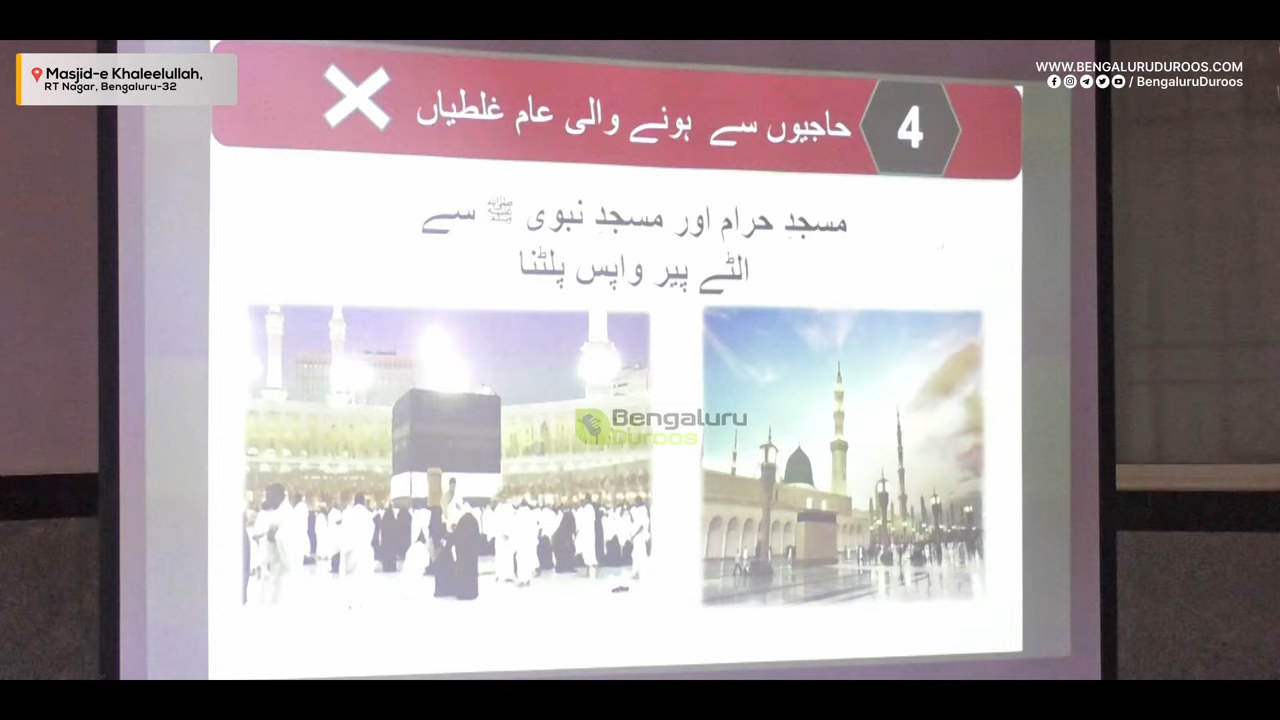 Masjid-e Khaleelullah,
RT Nagar, Bengaluru-32
WWW.BENGALURUDUROOS.COM
/ BengaluruDuroos
4
حاجیوں سے ہونے والی عام غلطیاں
مسجدِ حرام اور مسجدِ نبوی ﷺ سے
الٹے پیر واپس پلٹنا
Bengaluru
Duroos